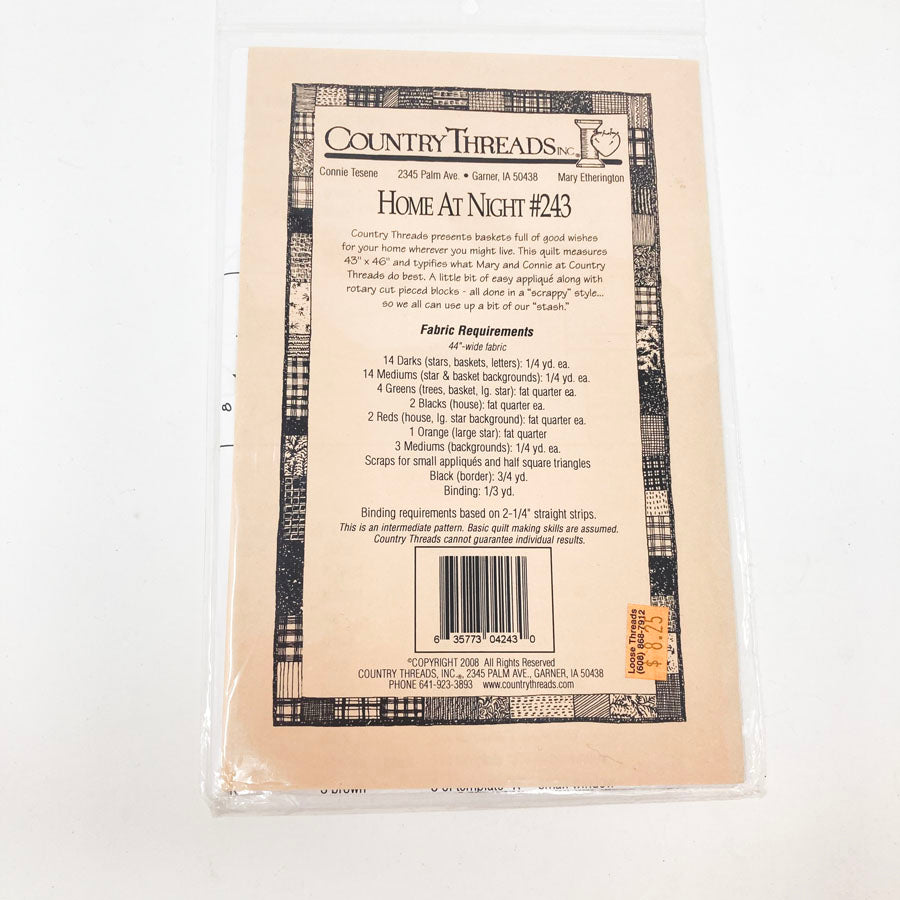 COUNTRY THREADS INC.®
Connie Tesene 2345 Palm Ave. • Garner, IA 50438 Mary Etherington
HOME AT NIGHT #243
Country Threads presents baskets full of good wishes
for your home wherever you might live. This quilt measures
43" x 46" and typifies what Mary and Connie at Country
Threads do best. A little bit of easy appliqué along with
rotary cut pieced blocks - all done in a "scrappy" style...
so we all can use up a bit of our "stash."
Fabric Requirements
44"-wide fabric
14 Darks (stars, baskets, letters): 1/4 yd. ea.
14 Mediums (star & basket backgrounds): 1/4 yd. ea.
4 Greens (trees, basket, lg. star): fat quarter ea.
2 Blacks (house): fat quarter ea.
2 Reds (house, lg. star background): fat quarter ea.
1 Orange (large star): fat quarter
3 Mediums (backgrounds): 1/4 yd. ea.
Scraps for small appliqués and half square triangles
Black (border): 3/4 yd.
Binding: 1/3 yd.
Binding requirements based on 2-1/4" straight strips.
This is an intermediate pattern. Basic quilt making skills are assumed.
Country Threads cannot guarantee individual results.
6 35773 04243 0
©COPYRIGHT 2008 All Rights Reserved
COUNTRY THREADS, INC., 2345 PALM AVE., GARNER, IA 50438
PHONE 641-923-3893 www.countrythreads.com
Loose Threads
(608) 868-7912
$ 8.25
8